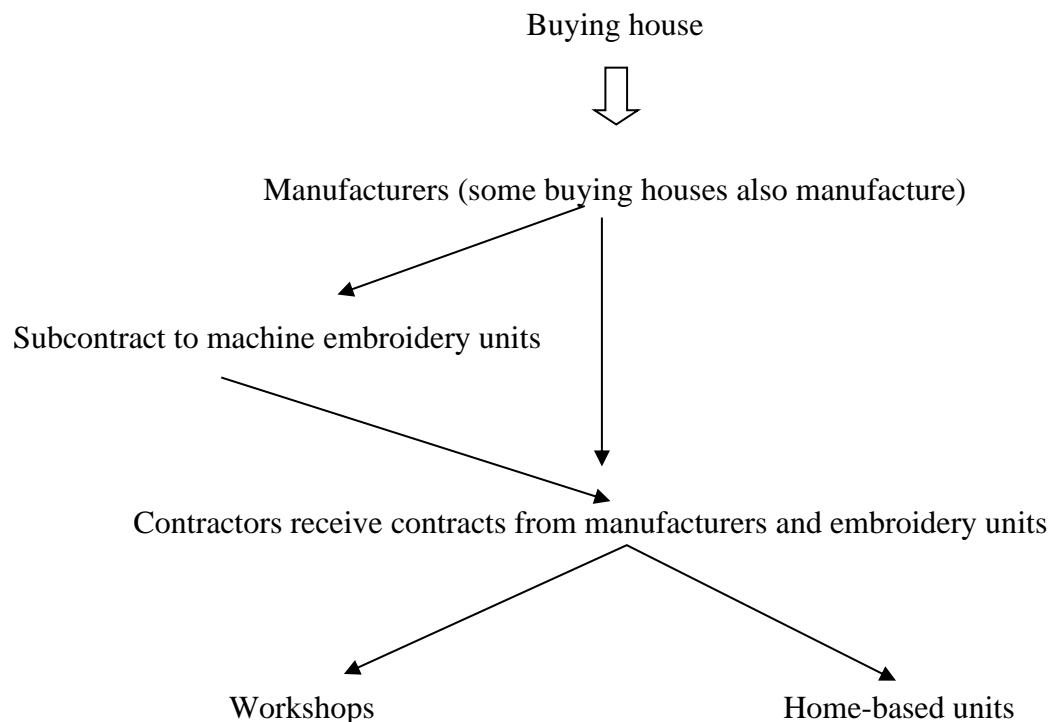 Buying house
Manufacturers (some buying houses also manufacture)
Subcontract to machine embroidery units
Contractors receive contracts from manufacturers and embroidery units
Workshops
Home-based units